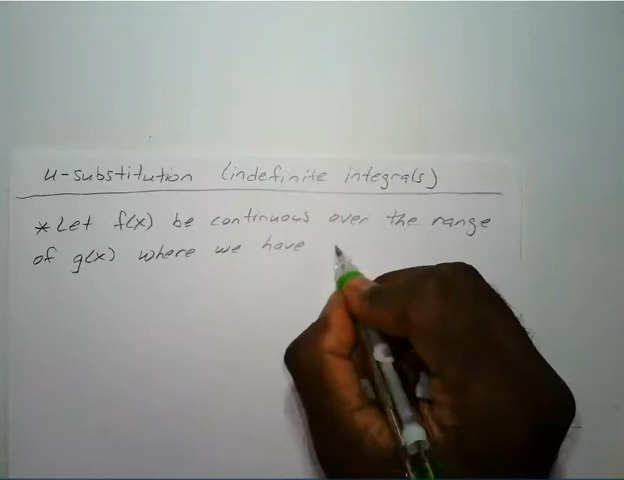 u-substitution (indefinite integrals)
*Let f(x) be continuous over the range
of g(x) where we have